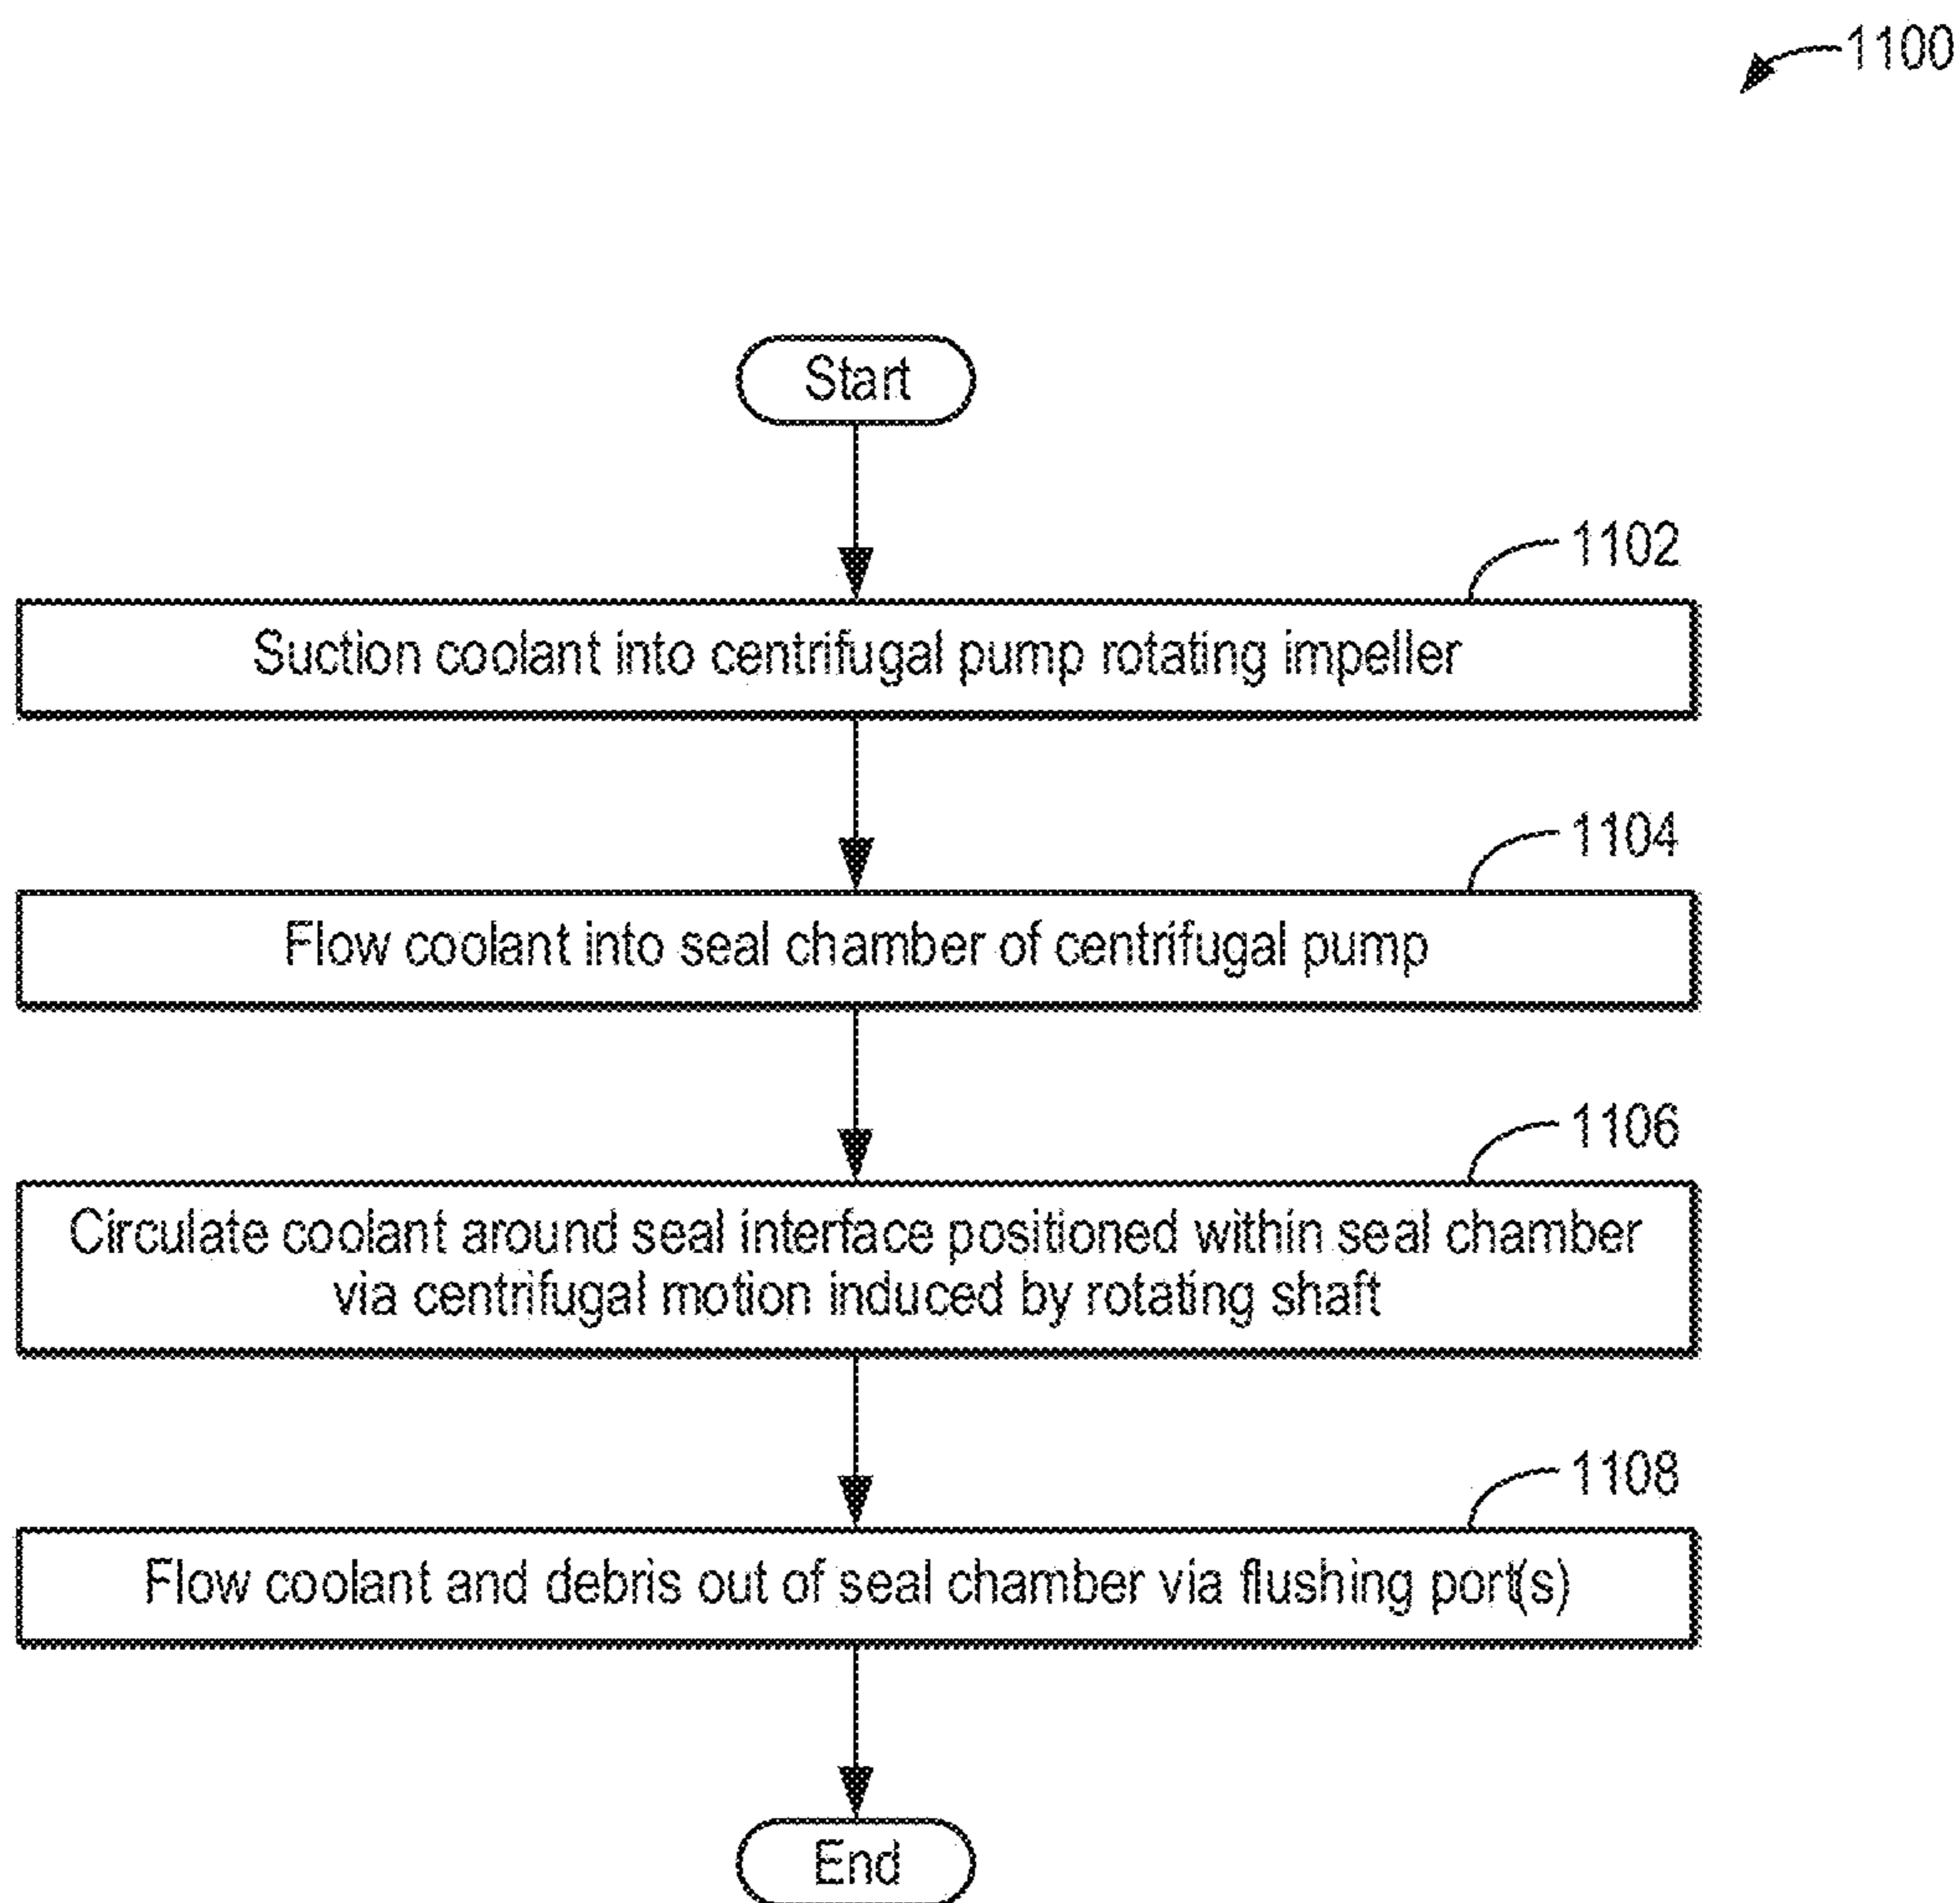 1100
Start
1102
Suction coolant into centrifugal pump rotating impeller
1104
Flow coolant into seal chamber of centrifugal pump
1106
Circulate coolant around seal interface positioned within seal chamber
via centrifugal motion induced by rotating shaft
1108
Flow coolant and debris out of seal chamber via flushing port(s)
End